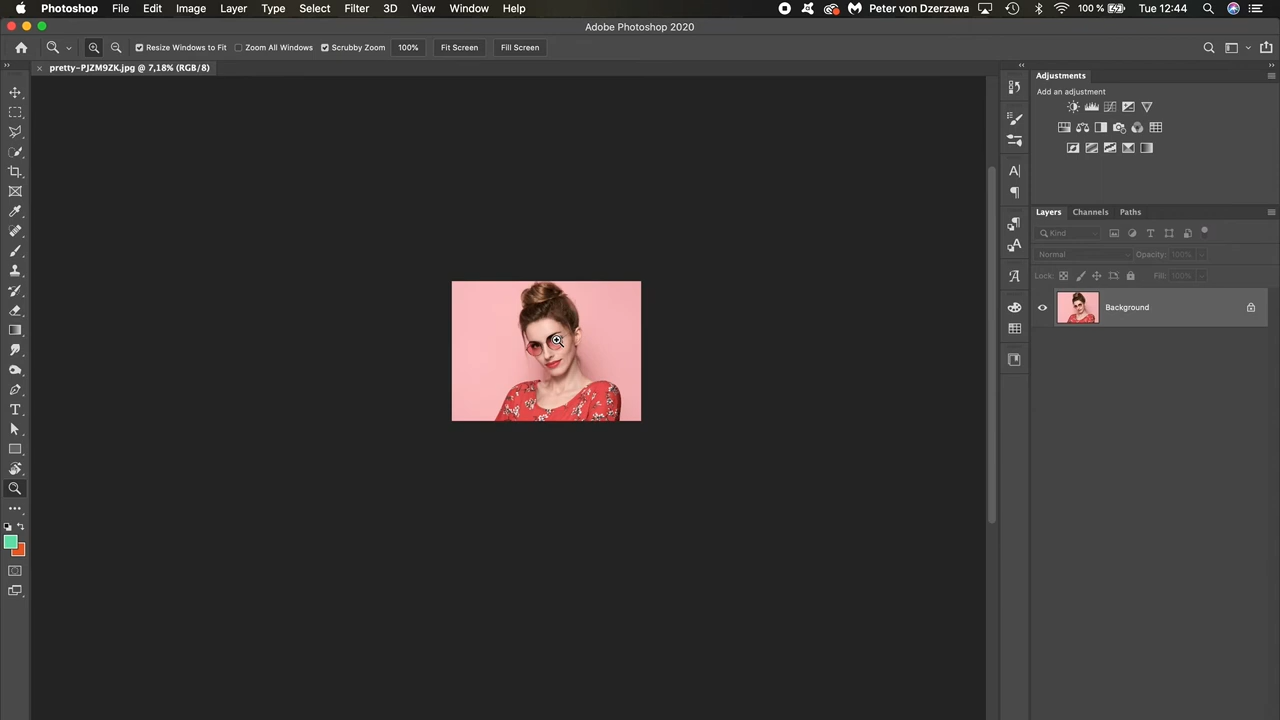 Photoshop File Edit Image Layer Type Select Filter 3D View Window Help Peter von Dzerzawa 100 % Tue 12:44
Adobe Photoshop 2020
Resize Windows to Fit Zoom All Windows Scrubby Zoom 100% Fit Screen Fill Screen
pretty-PJZM9ZK.jpg @ 7,18% (RGB/8)
Adjustments
Add an adjustment
Layers Channels Paths
Kind
Normal Opacity: 100%
Lock: Fill: 100%
Background